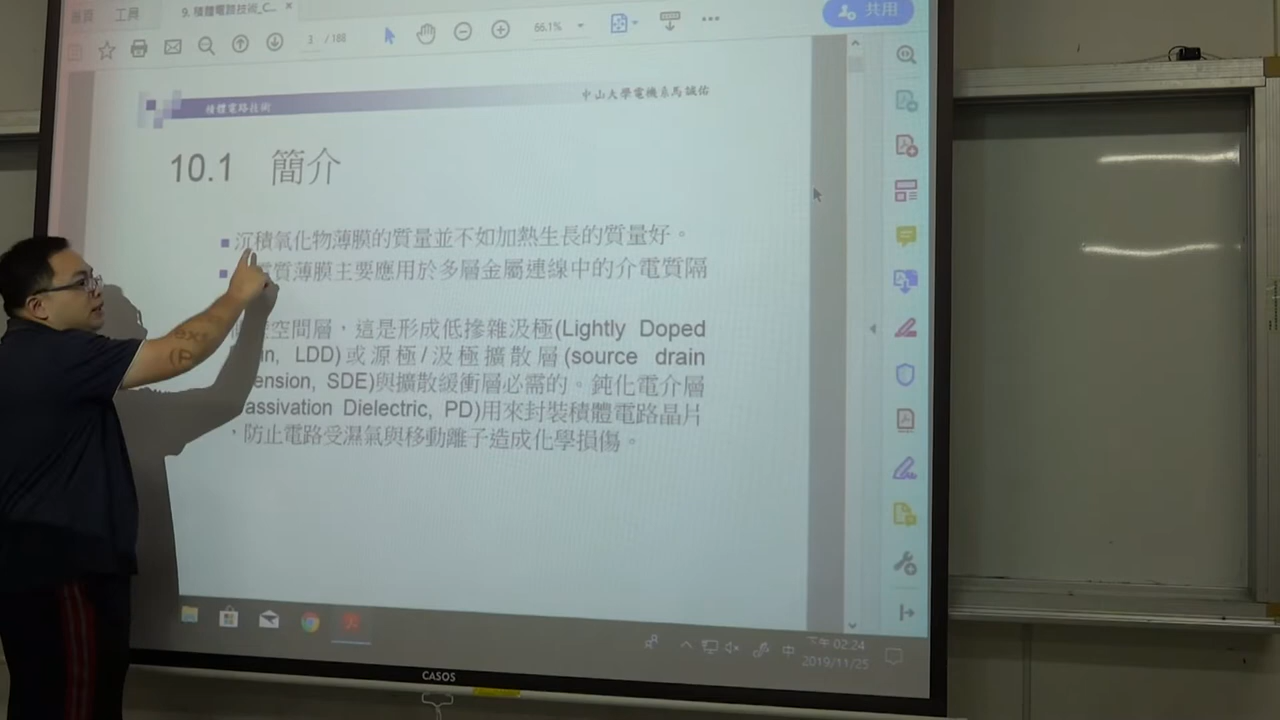 首頁 工具 9. 積體電路技術_C... ×
3 / 188 66.1% 共用
積體電路技術 中山大學電機系馬誠佑
10.1 簡介
沉積氧化物薄膜的質量並不如加熱生長的質量好。
質薄膜主要應用於多層金屬連線中的介電質隔
空間層，這是形成低摻雜汲極(Lightly Doped
in, LDD)或源極/汲極擴散層(source drain
ension, SDE)與擴散緩衝層必需的。鈍化電介層
assivation Dielectric, PD)用來封裝積體電路晶片
，防止電路受濕氣與移動離子造成化學損傷。
中 下午 02:24
2019/11/25
CASOS